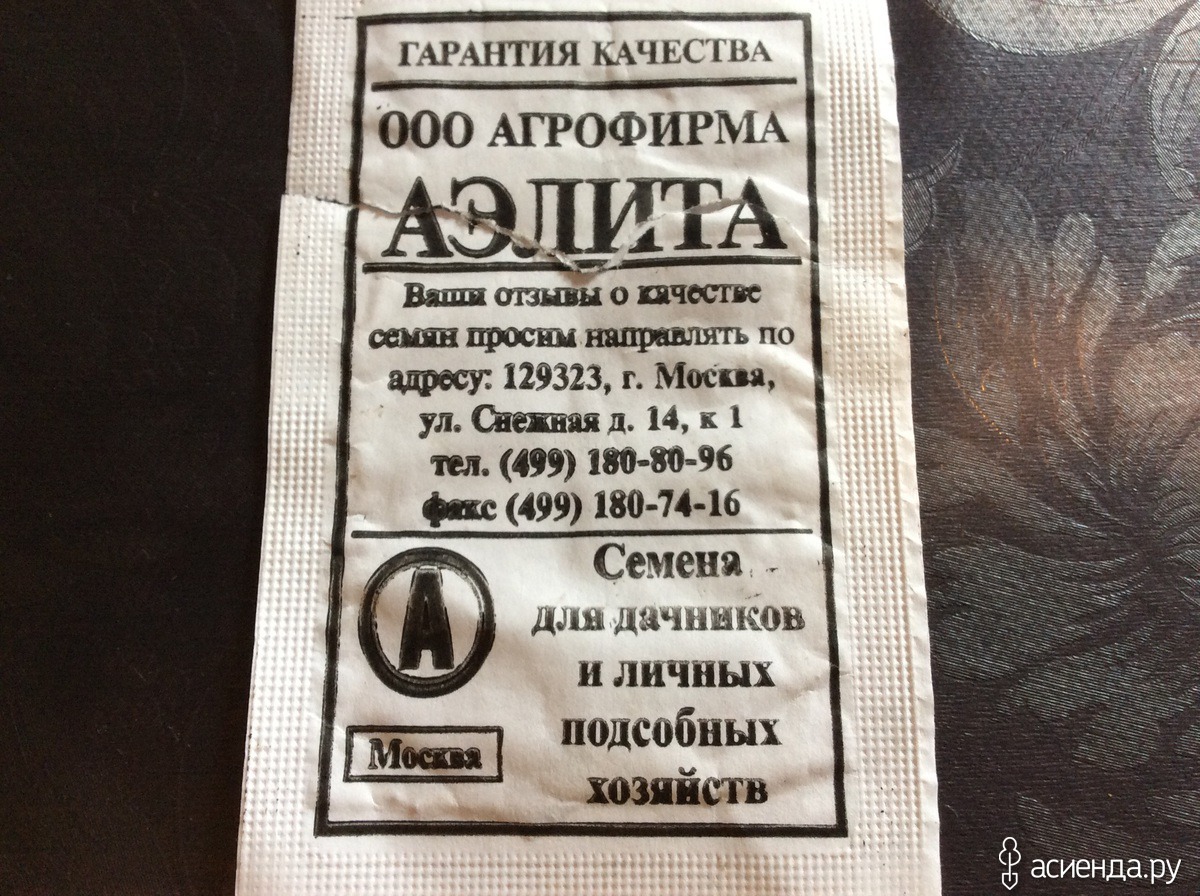 ГАРАНТИЯ КАЧЕСТВА
ООО АГРОФИРМА
АЭЛИТА
Ваши отзывы о качестве
семян просим направлять по
адресу: 129323, г. Москва,
ул. Снежная д. 14, к 1
тел. (499) 180-80-96
факс (499) 180-74-16
А
Москва
Семена
для дачников
и личных
подсобных
хозяйств
асиенда.ру